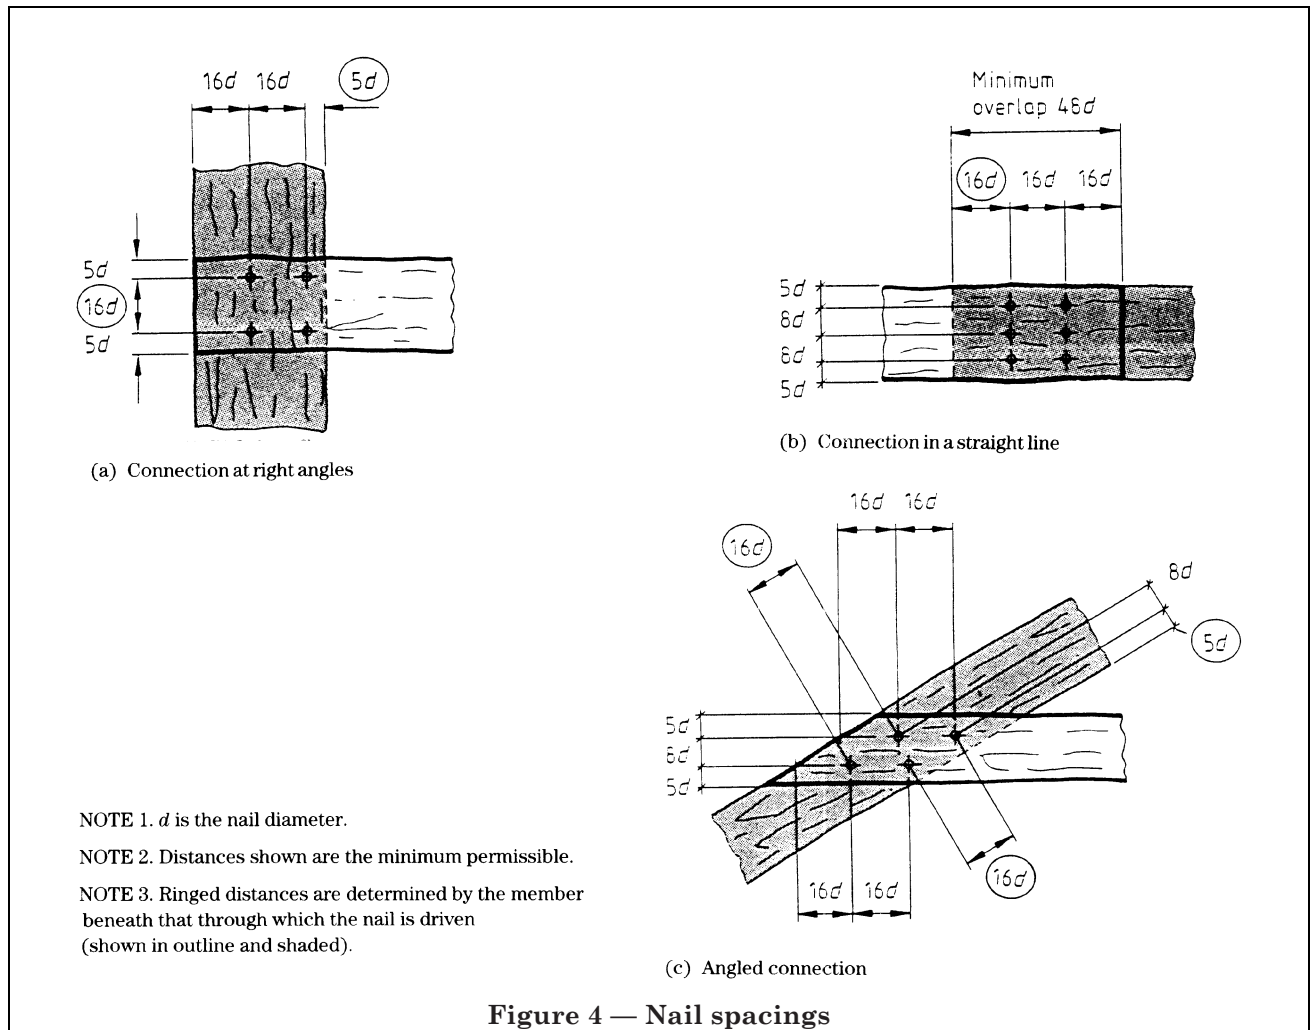 16d 16d 5d
5d
16d
5d
(a) Connection at right angles
Minimum
overlap 48d
16d 16d 16d
5d
8d
8d
5d
(b) Connection in a straight line
16d 16d
16d
8d
5d
5d
8d
5d
16d
16d 16d
(c) Angled connection
NOTE 1. d is the nail diameter.
NOTE 2. Distances shown are the minimum permissible.
NOTE 3. Ringed distances are determined by the member
beneath that through which the nail is driven
(shown in outline and shaded).
Figure 4 — Nail spacings